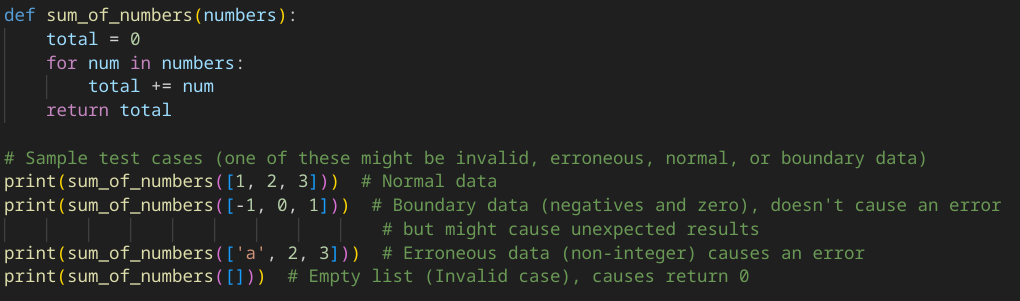 def sum_of_numbers(numbers):
    total = 0
    for num in numbers:
        total += num
    return total
# Sample test cases (one of these might be invalid, erroneous, normal, or boundary data)
print(sum_of_numbers([1, 2, 3]))  # Normal data
print(sum_of_numbers([-1, 0, 1]))  # Boundary data (negatives and zero), doesn't cause an error
                                    # but might cause unexpected results
print(sum_of_numbers(['a', 2, 3]))  # Erroneous data (non-integer) causes an error
print(sum_of_numbers([]))  # Empty list (Invalid case), causes return 0